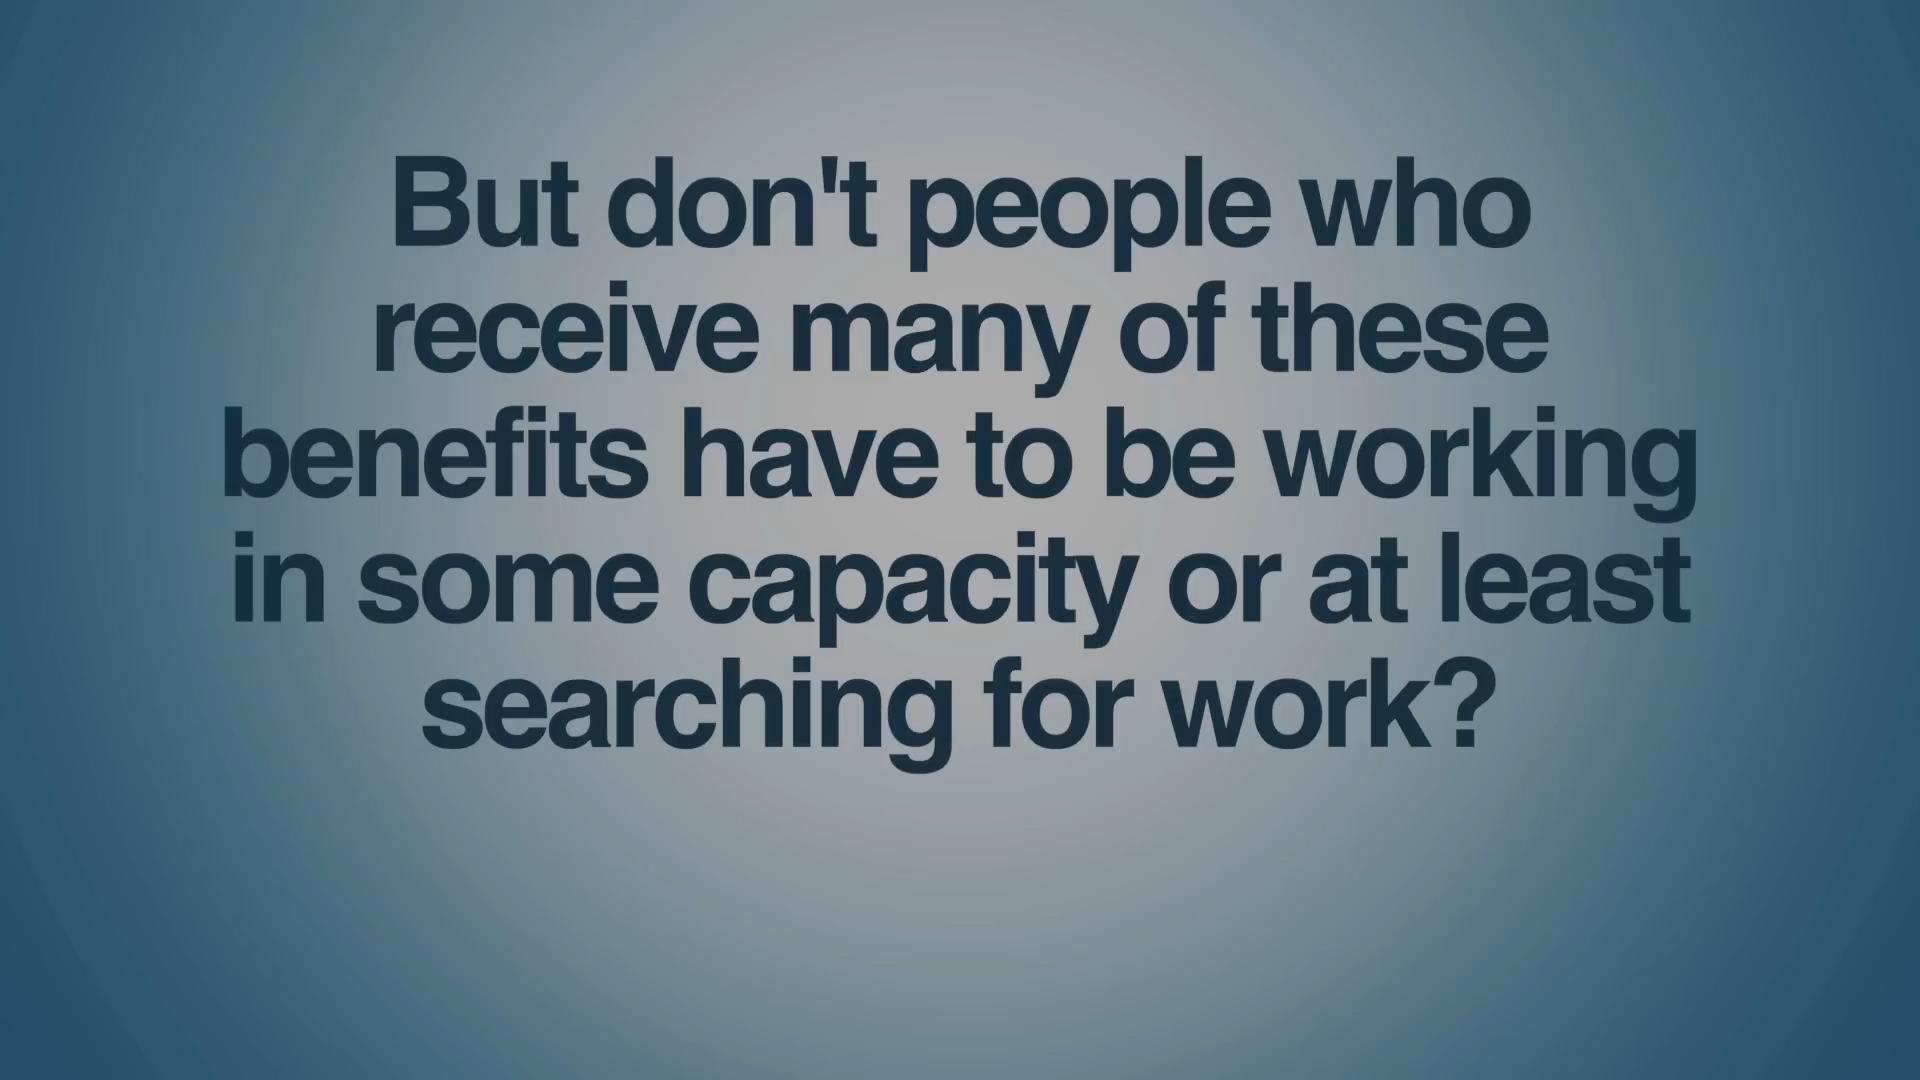 But don't people who
receive many of these
benefits have to be working
in some capacity or at least
searching for work?